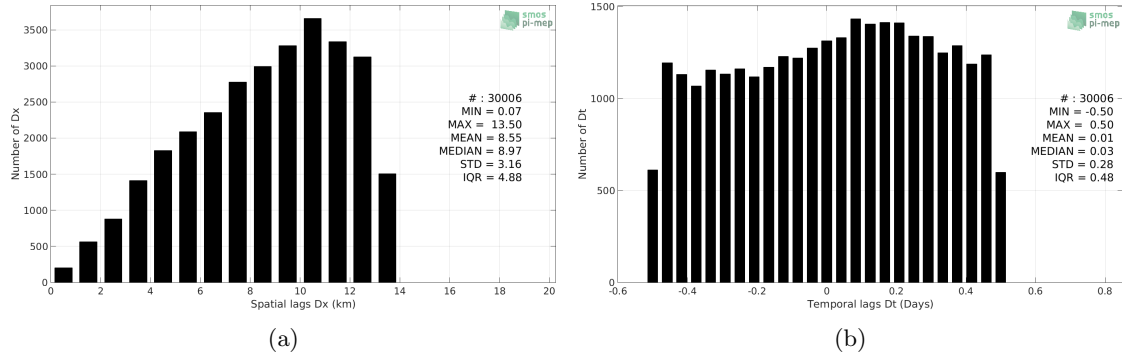 smos
pi-mep
3500
3000
2500
2000
1500
1000
500
0
Number of Dx
# : 30006
MIN = 0.07
MAX = 13.50
MEAN = 8.55
MEDIAN = 8.97
STD = 3.16
IQR = 4.88
0 2 4 6 8 10 12 14 16 18 20
Spatial lags Dx (km)
(a)
smos
pi-mep
1500
1000
500
0
Number of Dt
# : 30006
MIN = -0.50
MAX = 0.50
MEAN = 0.01
MEDIAN = 0.03
STD = 0.28
IQR = 0.48
-0.6 -0.4 -0.2 0 0.2 0.4 0.6 0.8
Temporal lags Dt (Days)
(b)